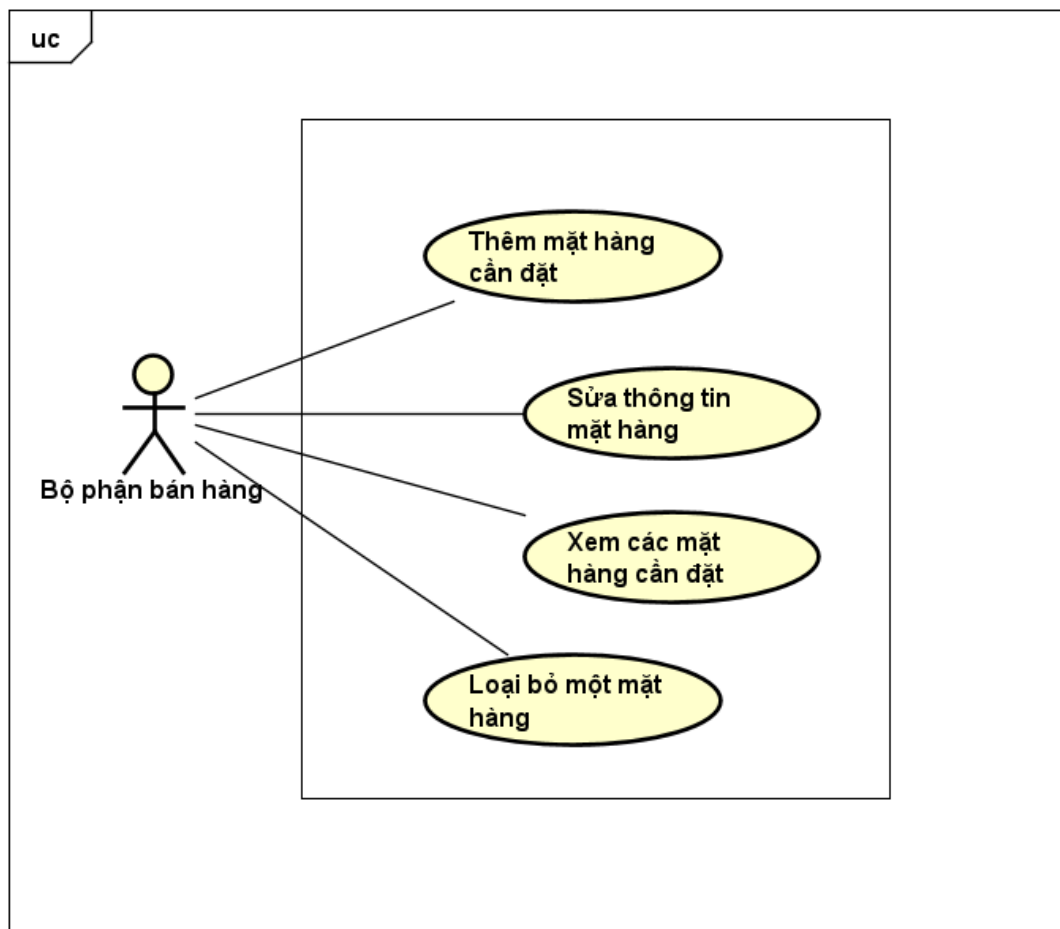 uc
Thêm mặt hàng
cần đặt
Sửa thông tin
mặt hàng
Bộ phận bán hàng
Xem các mặt
hàng cần đặt
Loại bỏ một mặt
hàng